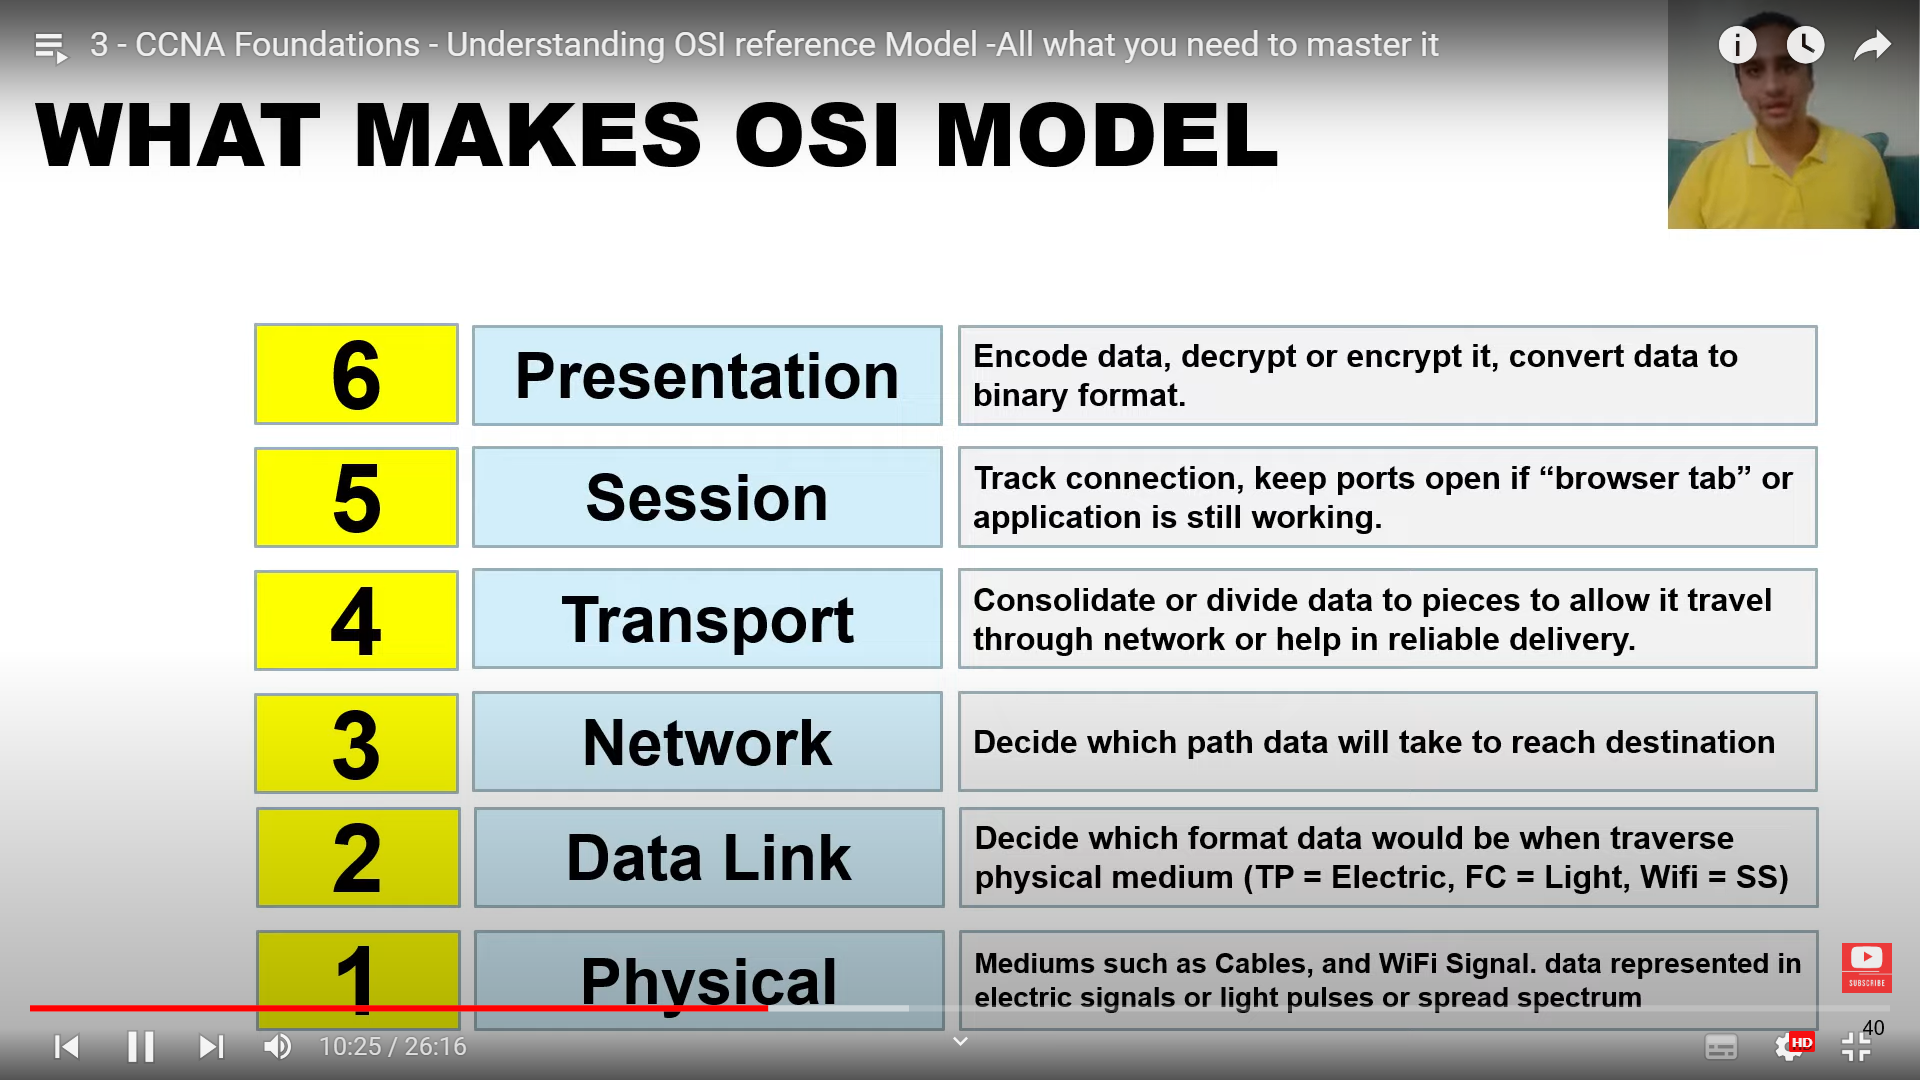 3 - CCNA Foundations - Understanding OSI reference Model -All what you need to master it
WHAT MAKES OSI MODEL
6
Presentation
Encode data, decrypt or encrypt it, convert data to
binary format.
5
Session
Track connection, keep ports open if “browser tab” or
application is still working.
4
Transport
Consolidate or divide data to pieces to allow it travel
through network or help in reliable delivery.
3
Network
Decide which path data will take to reach destination
2
Data Link
Decide which format data would be when traverse
physical medium (TP = Electric, FC = Light, Wifi = SS)
1
Physical
Mediums such as Cables, and WiFi Signal. data represented in
electric signals or light pulses or spread spectrum
SUBSCRIBE
40
10:25 / 26:16
HD